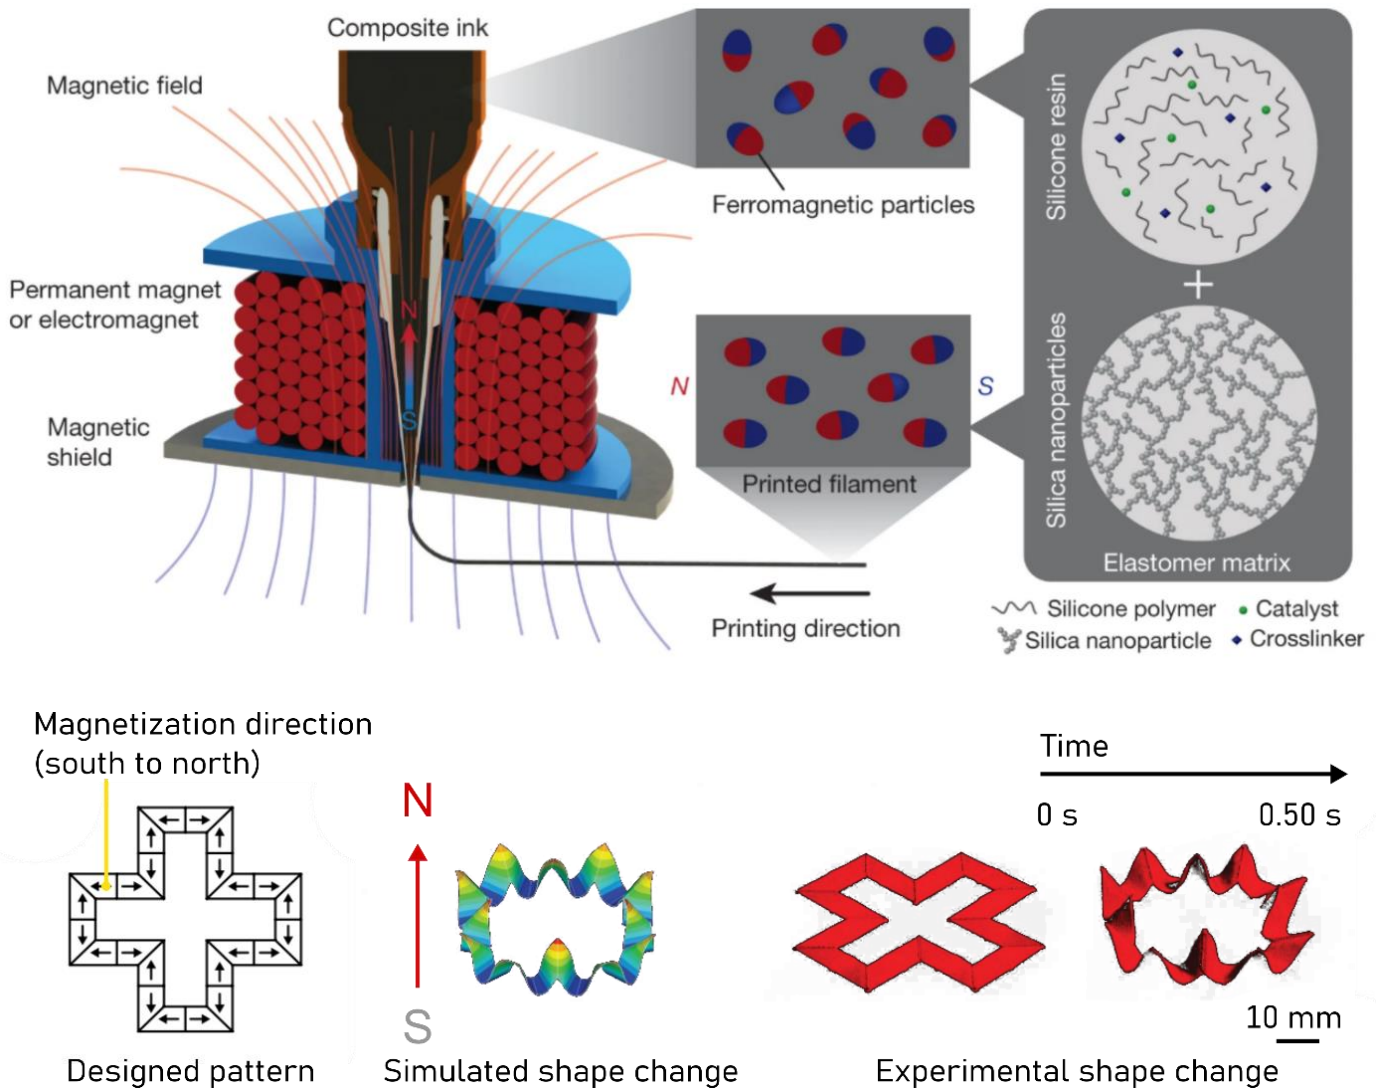 Composite ink
Magnetic field
Ferromagnetic particles
Silicone resin
+
Permanent magnet
or electromagnet
N
S
N
S
Magnetic
shield
Printed filament
Silica nanoparticles
Elastomer matrix
Printing direction
Silicone polymer
Catalyst
Silica nanoparticle
Crosslinker
Magnetization direction
(south to north)
N
S
Time
0 s
0.50 s
10 mm
Designed pattern
Simulated shape change
Experimental shape change